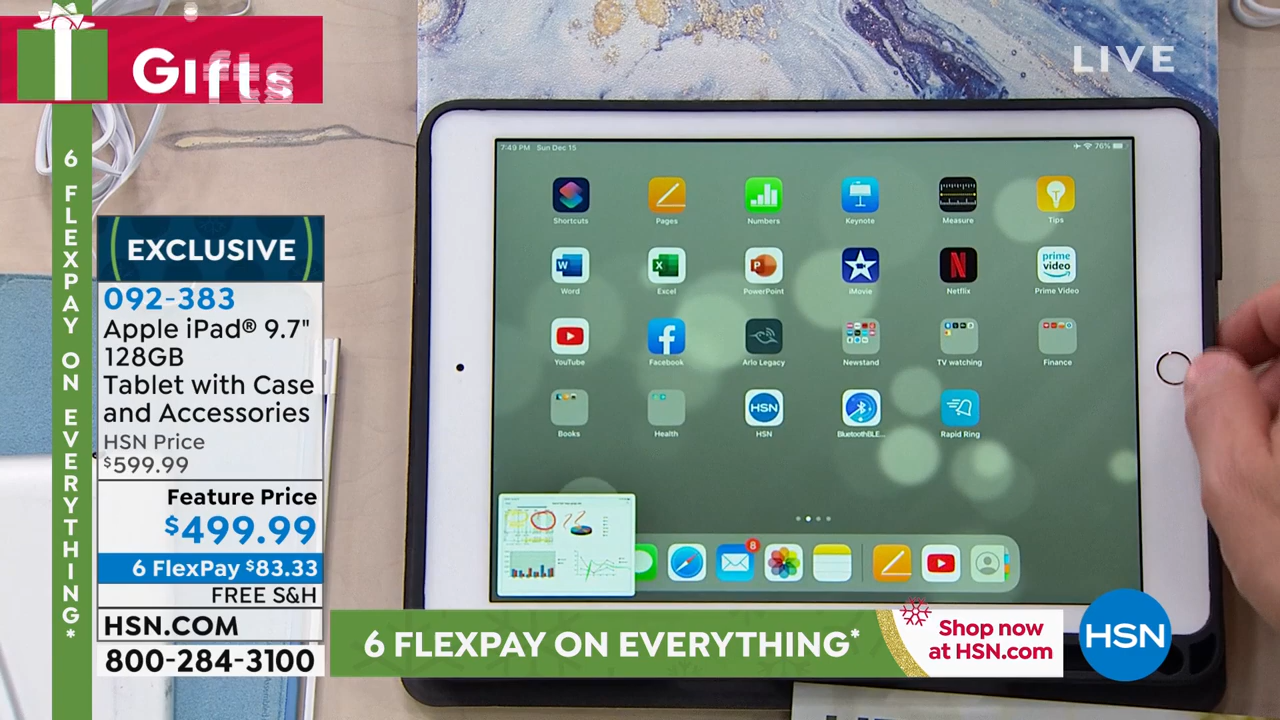 Gifts
LIVE
6 FLEXPAY ON EVERYTHING*
EXCLUSIVE
092-383
Apple iPad® 9.7"
128GB
Tablet with Case
and Accessories
HSN Price
$599.99
Feature Price
$499.99
6 FlexPay $83.33
FREE S&H
HSN.COM
800-284-3100
7:49 PM Sun Dec 15
76%
Shortcuts
Pages
Numbers
Keynote
Measure
Tips
Word
Excel
PowerPoint
iMovie
Netflix
prime video
Prime Video
YouTube
Facebook
Arlo Legacy
Newstand
TV watching
Finance
Books
Health
HSN
HSN
BluetoothBLE...
Rapid Ring
8
6 FLEXPAY ON EVERYTHING*
Shop now
at HSN.com
HSN